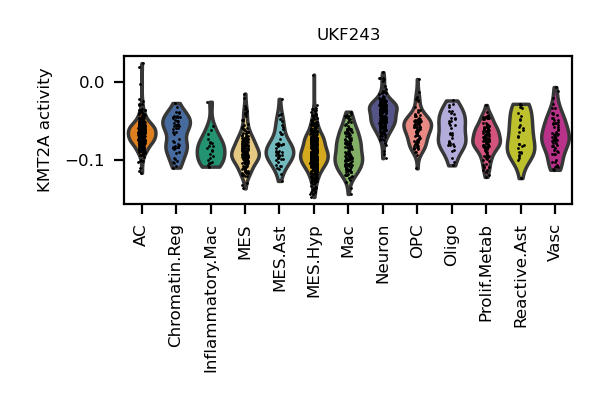 UKF243
KMT2A activity
0.0
−0.1
AC
Chromatin.Reg
Inflammatory.Mac
MES
MES.Ast
MES.Hyp
Mac
Neuron
OPC
Oligo
Prolif.Metab
Reactive.Ast
Vasc